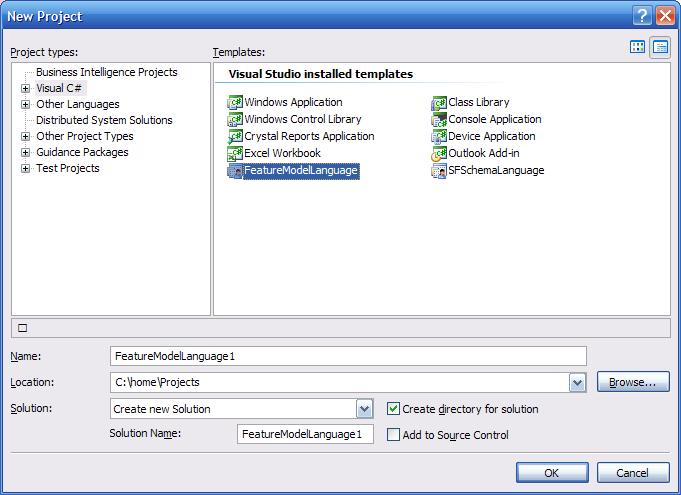 New Project
Project types:
Templates:
Business Intelligence Projects
Visual C#
Other Languages
Distributed System Solutions
Other Project Types
Guidance Packages
Test Projects
Visual Studio installed templates
Windows Application
Class Library
Windows Control Library
Console Application
Crystal Reports Application
Device Application
Excel Workbook
Outlook Add-in
FeatureModelLanguage
SFSchemaLanguage
Name:
FeatureModelLanguage1
Location:
C:\home\Projects
Browse...
Solution:
Create new Solution
Create directory for solution
Solution Name:
FeatureModelLanguage1
Add to Source Control
OK
Cancel